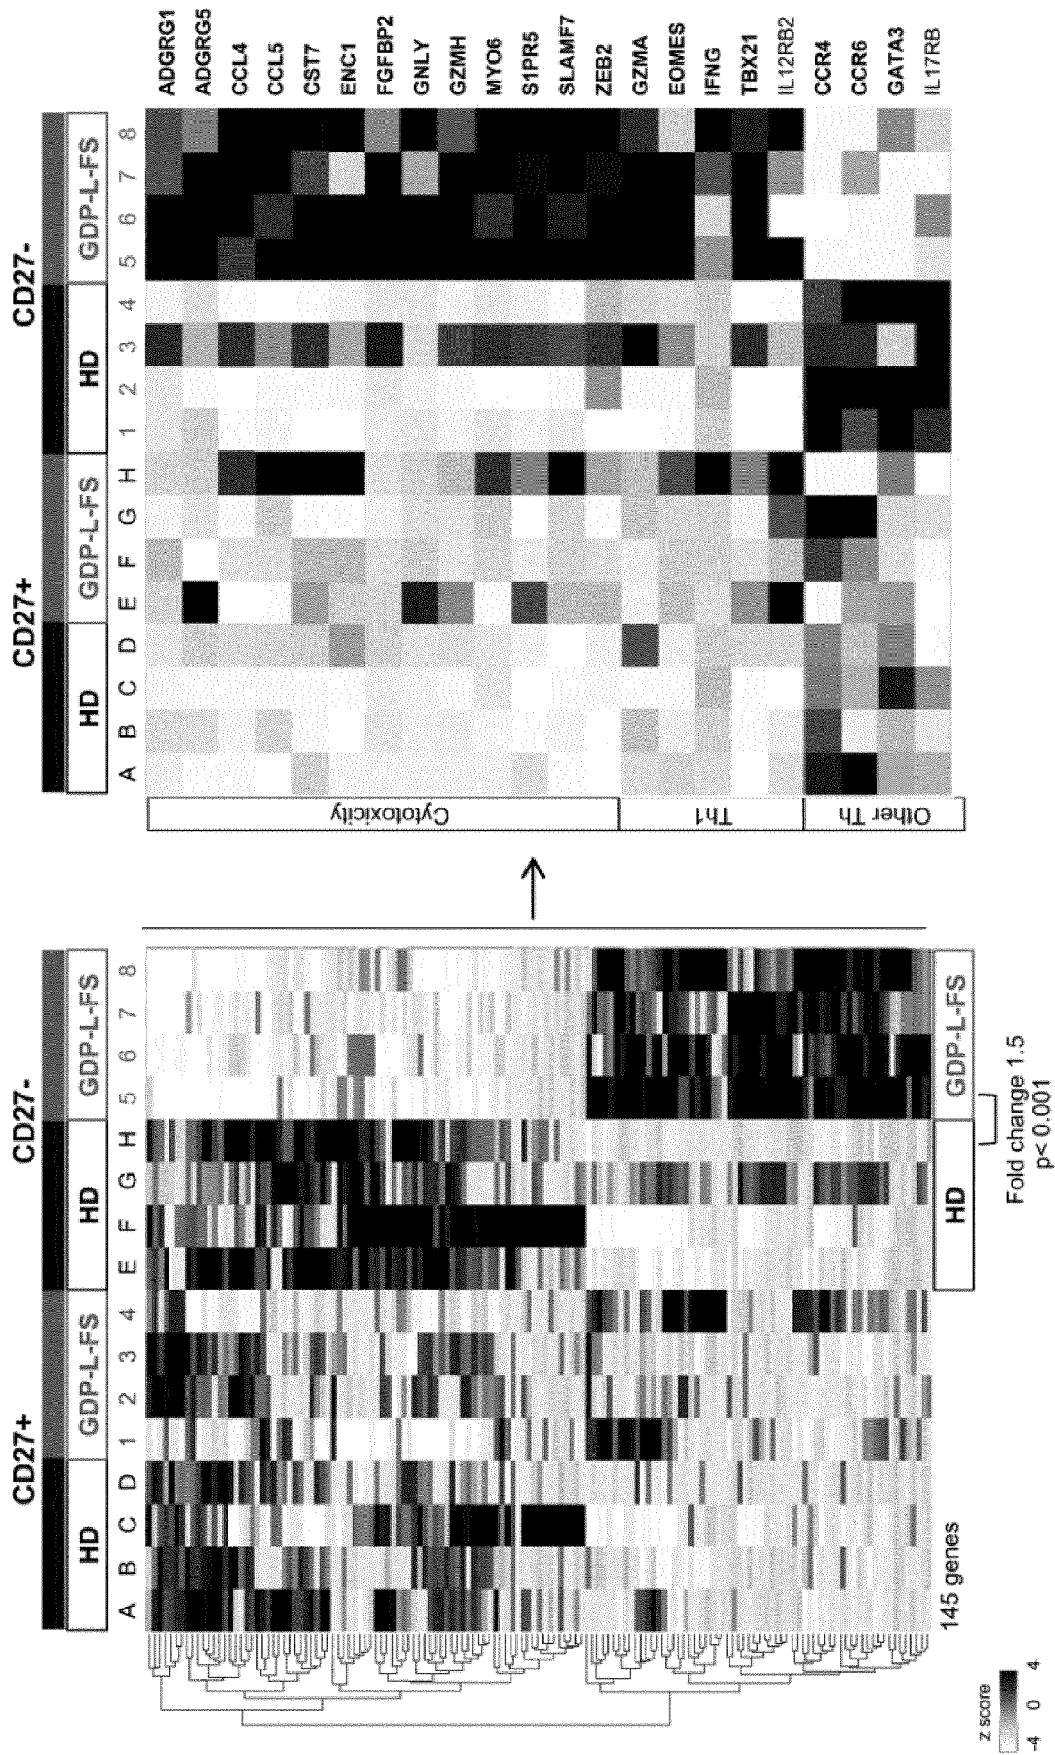 CD27+
CD27-
HD
GDP-L-FS
HD
GDP-L-FS
A B C D 1 2 3 4 E F G H 5 6 7 8
145 genes
HD
GDP-L-FS
Fold change 1.5
p< 0.001
z score
-4 0 4
CD27+
CD27-
HD
GDP-L-FS
HD
GDP-L-FS
A B C D E F G H 1 2 3 4 5 6 7 8
Cytotoxicity
Th1
Other Th
ADGRG1
ADGRG5
CCL4
CCL5
CST7
ENC1
FGFBP2
GNLY
GZMH
MYO6
S1PR5
SLAMF7
ZEB2
GZMA
EOMES
IFNG
TBX21
IL12RB2
CCR4
CCR6
GATA3
IL17RB